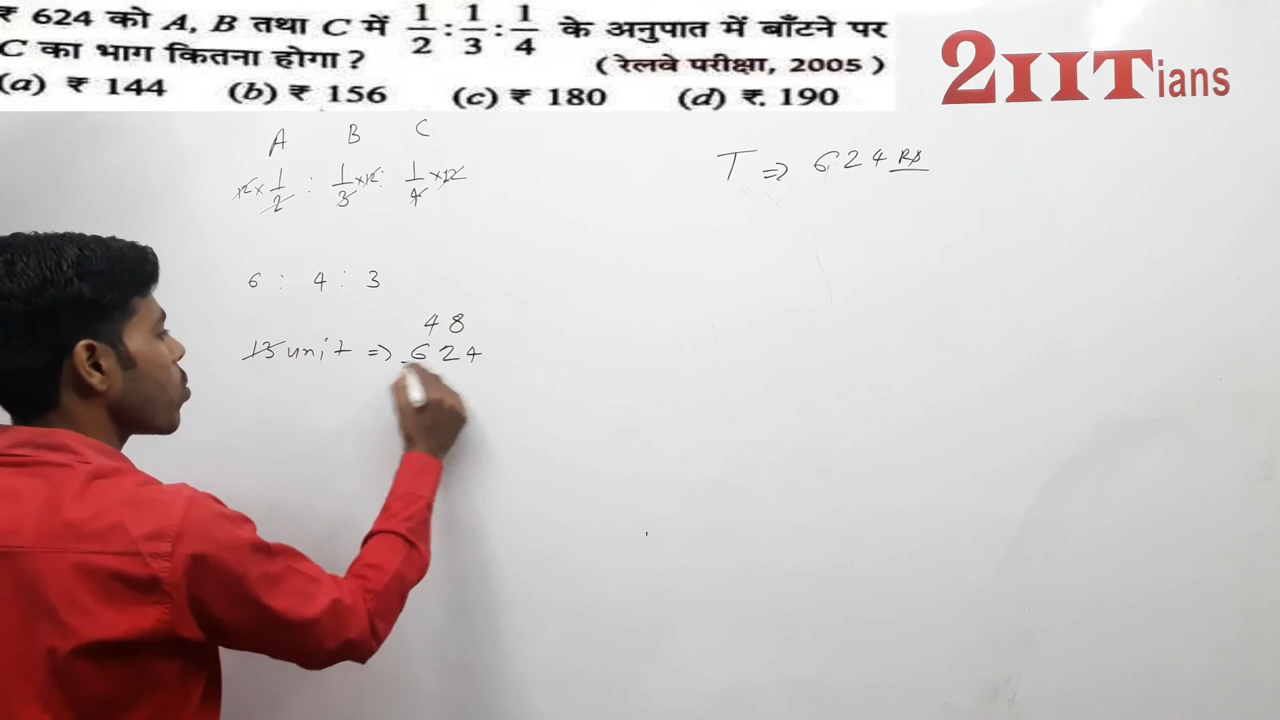 ₹ 624 को A, B तथा C में 1/2 : 1/3 : 1/4 के अनुपात में बाँटने पर
C का भाग कितना होगा ?
( रेलवे परीक्षा, 2005 )
(a) ₹ 144 (b) ₹ 156 (c) ₹ 180 (d) ₹. 190
2IITians
A B C
12 × 1/2 : 1/3 × 12 : 1/4 × 12
T => 624 RS
6 : 4 : 3
48
13 unit => 624